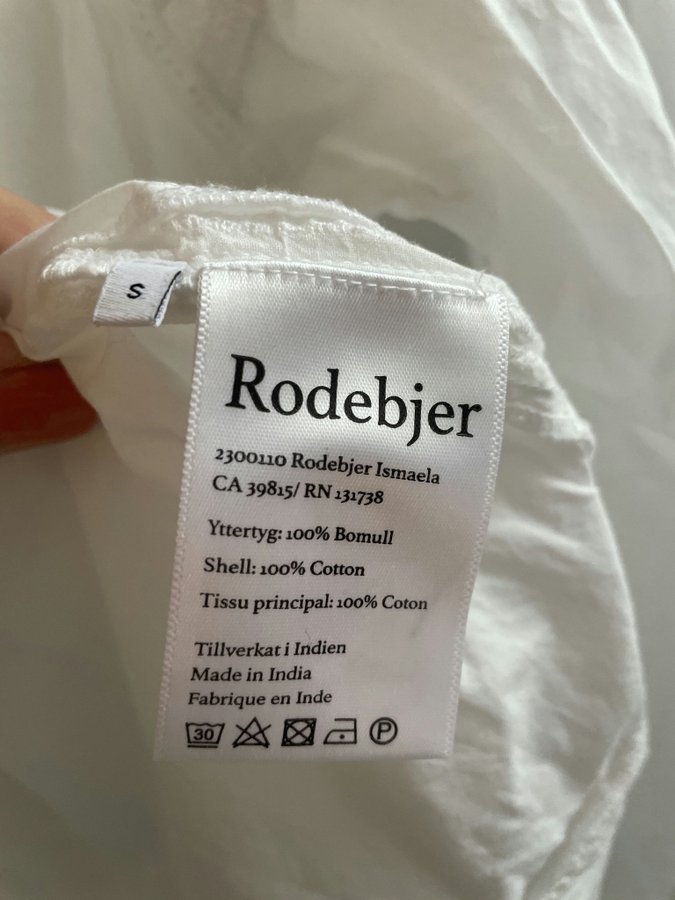 S
Rodebjer
2300110 Rodebjer Ismaela
CA 39815/ RN 131738
Yttertyg: 100% Bomull
Shell: 100% Cotton
Tissu principal: 100% Coton
Tillverkat i Indien
Made in India
Fabrique en Inde
30 P